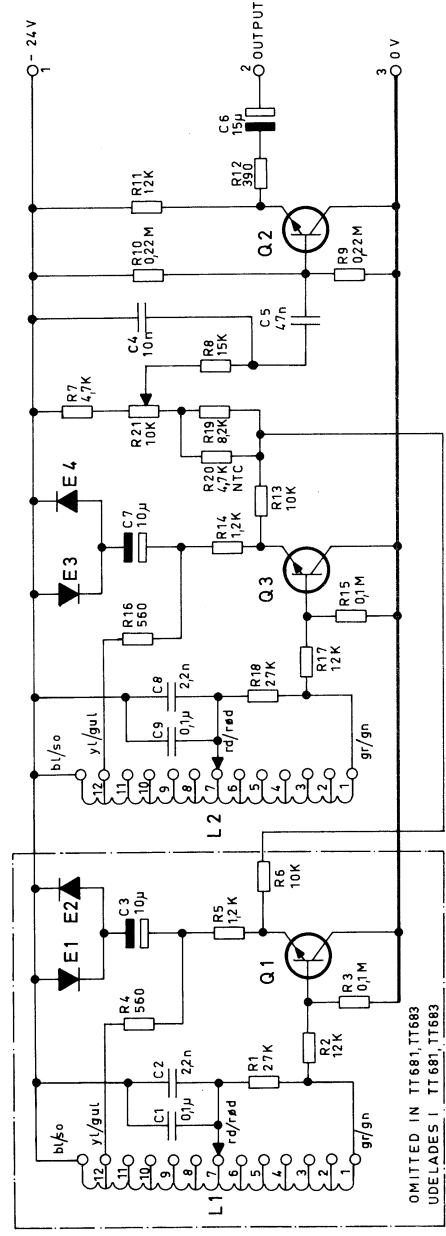 - 24V
1
OUTPUT
2
0 V
3
E1
E2
E3
E4
C3
10µ
C7
10µ
R4
560
R16
560
R7
4,7K
R21
10K
C4
10n
R10
0,22M
R11
12K
bl/so
yl/gul
C1
0,1µ
C2
2,2n
rd/rød
gr/gn
L1
12
11
10
9
8
7
6
5
4
3
2
1
R1
27K
R2
12K
R3
0,1M
R5
1,2K
Q1
R6
10K
bl/so
yl/gul
C9
0,1µ
C8
2,2n
rd/rød
gr/gn
L2
12
11
10
9
8
7
6
5
4
3
2
1
R18
27K
R17
12K
R15
0,1M
R14
1,2K
Q3
R13
10K
R20
4,7K
NTC
R19
8,2K
R8
15K
C5
47n
Q2
R9
0,22M
R12
390
C6
15µ
OMITTED IN TT681, TT683
UDELADES I TT681, TT683